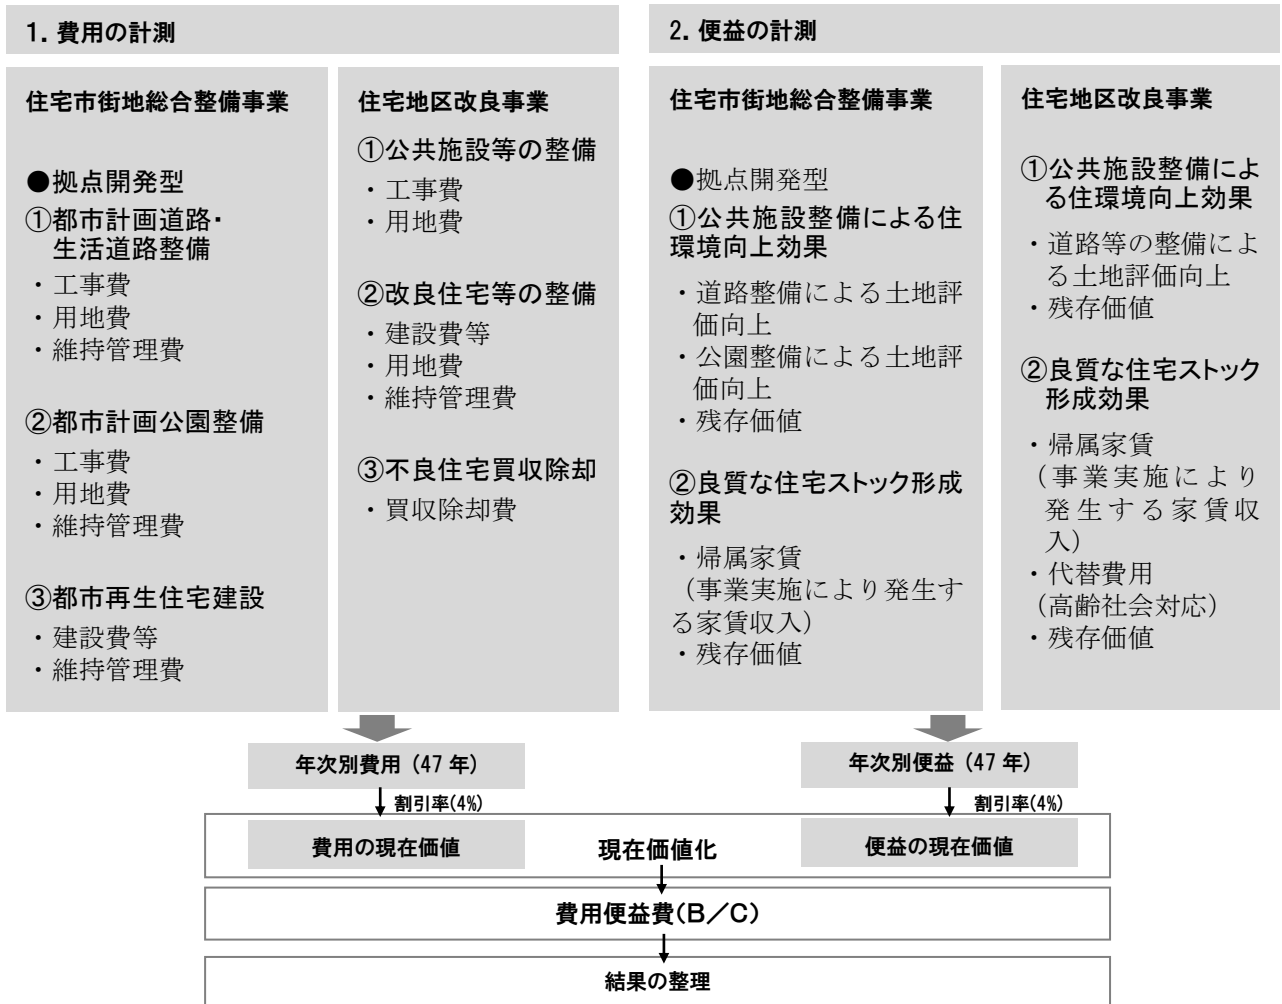 1．費用の計測
住宅市街地総合整備事業
●拠点開発型
①都市計画道路・
生活道路整備
・工事費
・用地費
・維持管理費
②都市計画公園整備
・工事費
・用地費
・維持管理費
③都市再生住宅建設
・建設費等
・維持管理費
住宅地区改良事業
①公共施設等の整備
・工事費
・用地費
②改良住宅等の整備
・建設費等
・用地費
・維持管理費
③不良住宅買収除却
・買収除却費
2．便益の計測
住宅市街地総合整備事業
●拠点開発型
①公共施設整備による住
環境向上効果
・道路整備による土地評
価向上
・公園整備による土地評
価向上
・残存価値
②良質な住宅ストック形成
効果
・帰属家賃
（事業実施により発生す
る家賃収入）
・残存価値
住宅地区改良事業
①公共施設整備によ
る住環境向上効果
・道路等の整備によ
る土地評価向上
・残存価値
②良質な住宅ストック
形成効果
・帰属家賃
（事業実施により
発生する家賃収
入）
・代替費用
（高齢社会対応）
・残存価値
年次別費用（47年）
割引率(4%)
費用の現在価値
年次別便益（47年）
割引率(4%)
便益の現在価値
現在価値化
費用便益費（B／C）
結果の整理